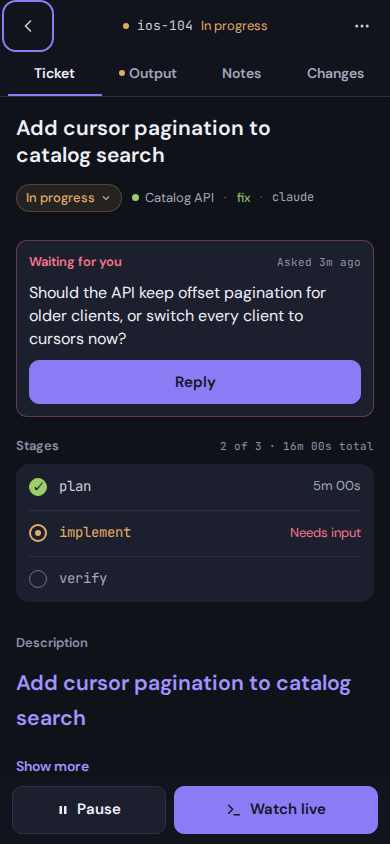 ios-104 In progress
Ticket Output Notes Changes
Add cursor pagination to
catalog search
In progress Catalog API · fix · claude
Waiting for you Asked 3m ago
Should the API keep offset pagination for
older clients, or switch every client to
cursors now?
Reply
Stages 2 of 3 · 16m 00s total
plan 5m 00s
implement Needs input
verify
Description
Add cursor pagination to catalog
search
Show more
Pause Watch live